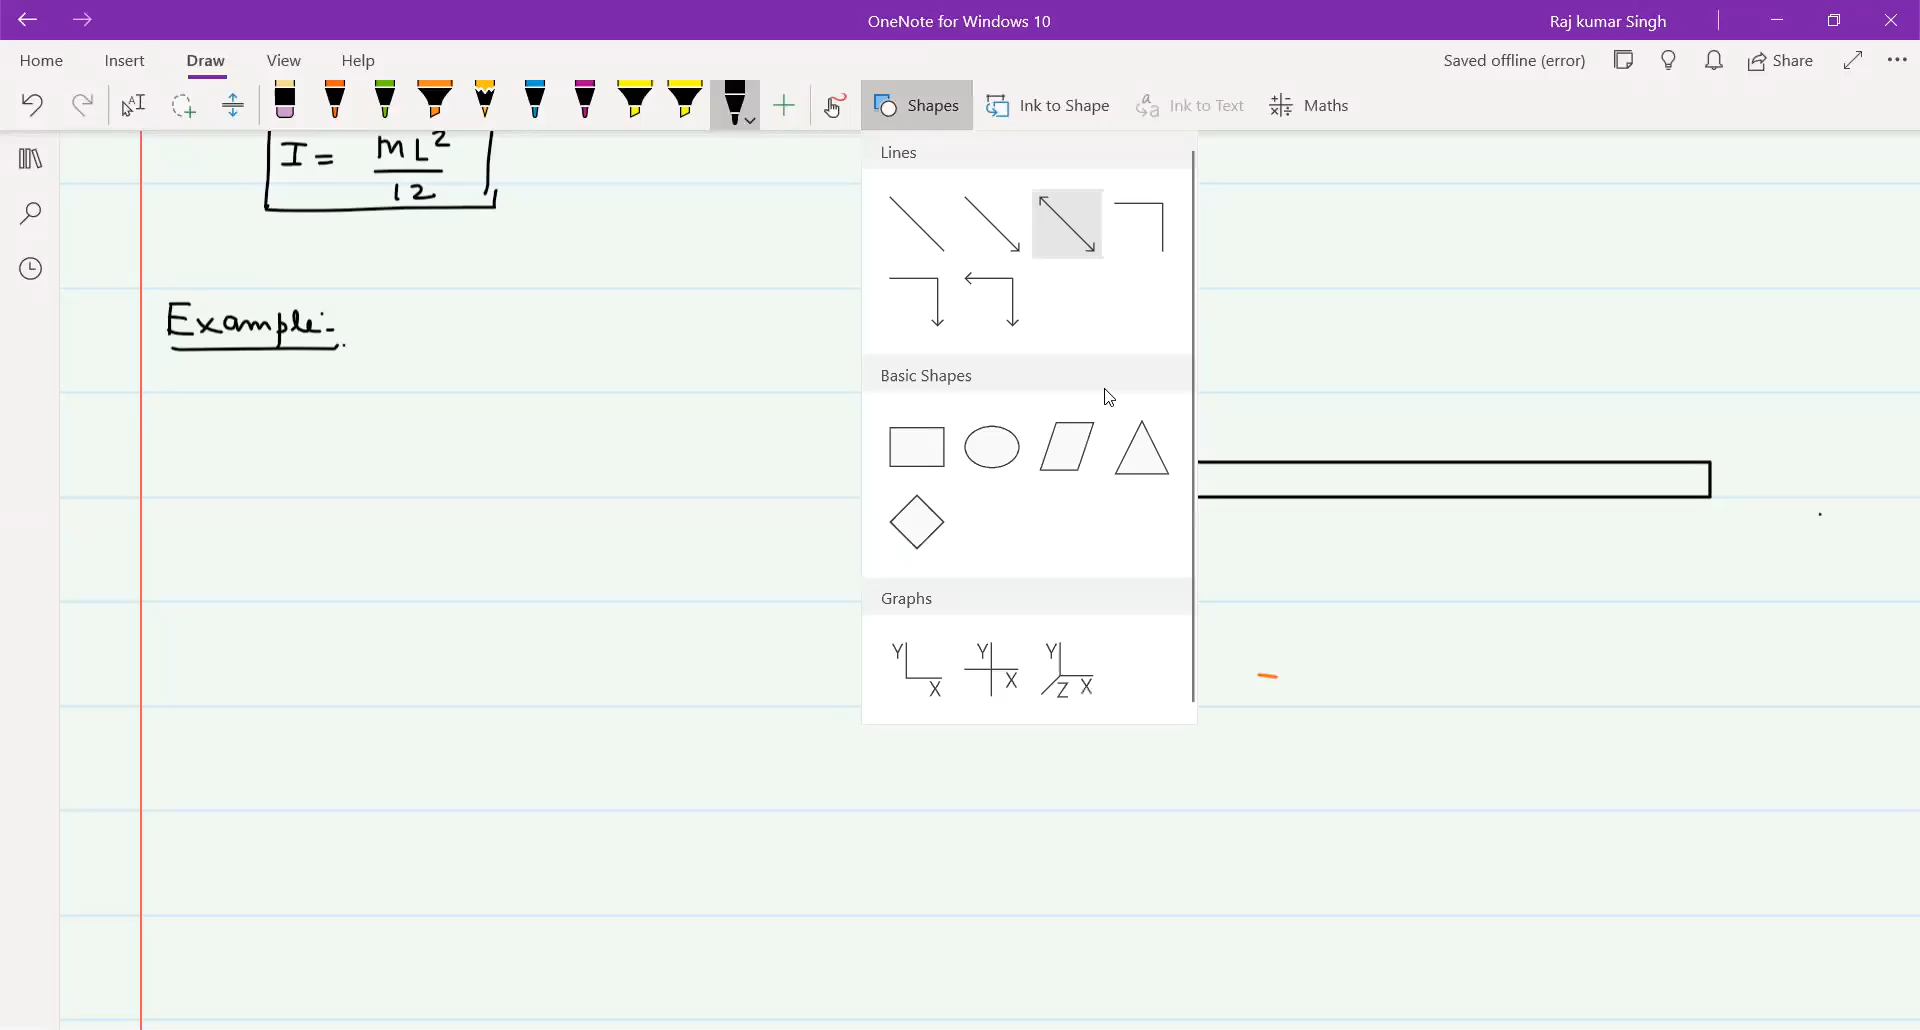 OneNote for Windows 10
Raj kumar Singh
Home Insert Draw View Help
Saved offline (error) Share
Shapes Ink to Shape Ink to Text Maths
Lines
I = ML²
12
Example:-
Basic Shapes
Graphs
Y X Y X Y Z X